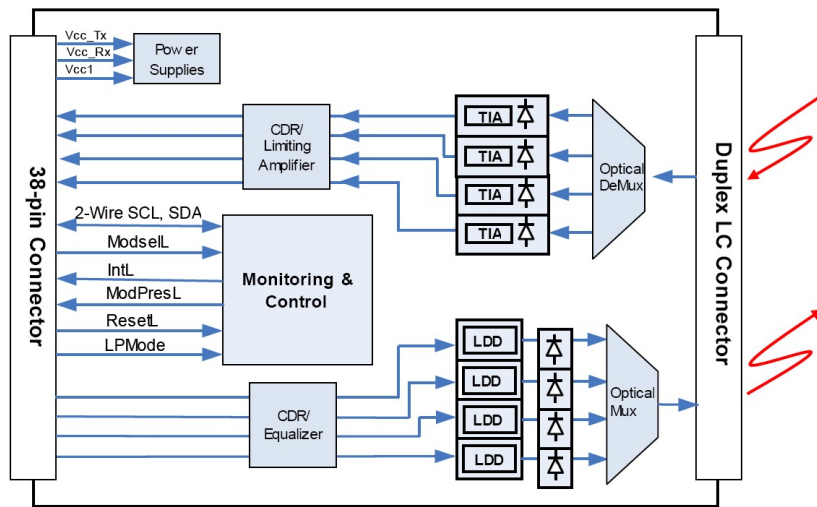 Vcc_Tx
Vcc_Rx
Vcc1
Power
Supplies
38-pin Connector
CDR/
Limiting
Amplifier
TIA
TIA
TIA
TIA
Optical
DeMux
Duplex LC Connector
2-Wire SCL, SDA
ModselL
IntL
ModPresL
ResetL
LPMode
Monitoring &
Control
CDR/
Equalizer
LDD
LDD
LDD
LDD
Optical
Mux